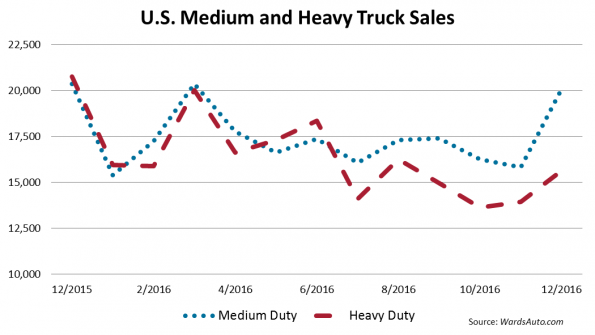 U.S. Medium and Heavy Truck Sales
22,500
20,000
17,500
15,000
12,500
10,000
12/2015 2/2016 4/2016 6/2016 8/2016 10/2016 12/2016
Medium Duty Heavy Duty
Source: WardsAuto.com